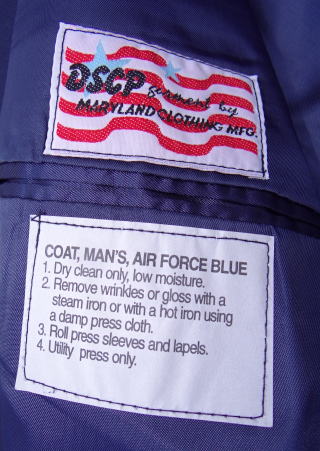 DSCP garment by
MARYLAND CLOTHING MFG.
COAT, MAN'S, AIR FORCE BLUE
1. Dry clean only, low moisture.
2. Remove wrinkles or gloss with a
steam iron or with a hot iron using
a damp press cloth.
3. Roll press sleeves and lapels.
4. Utility press only.